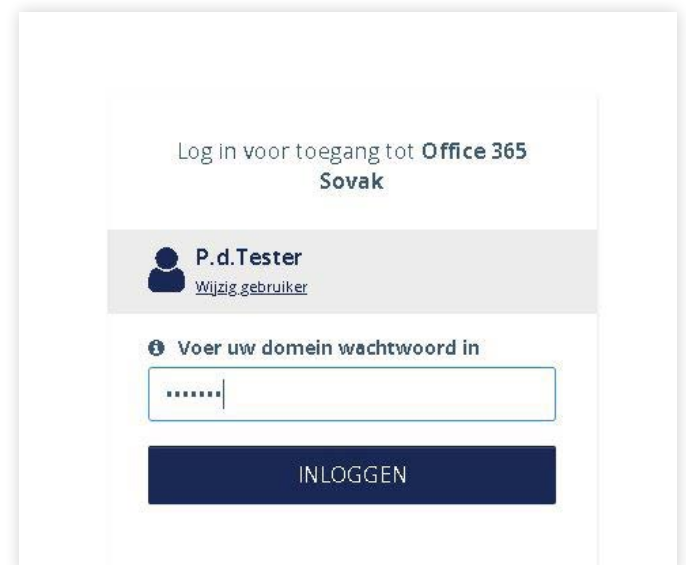 Log in voor toegang tot Office 365
Sovak
P.d.Tester
Wijzig gebruiker
Voer uw domein wachtwoord in
•••••••
INLOGGEN